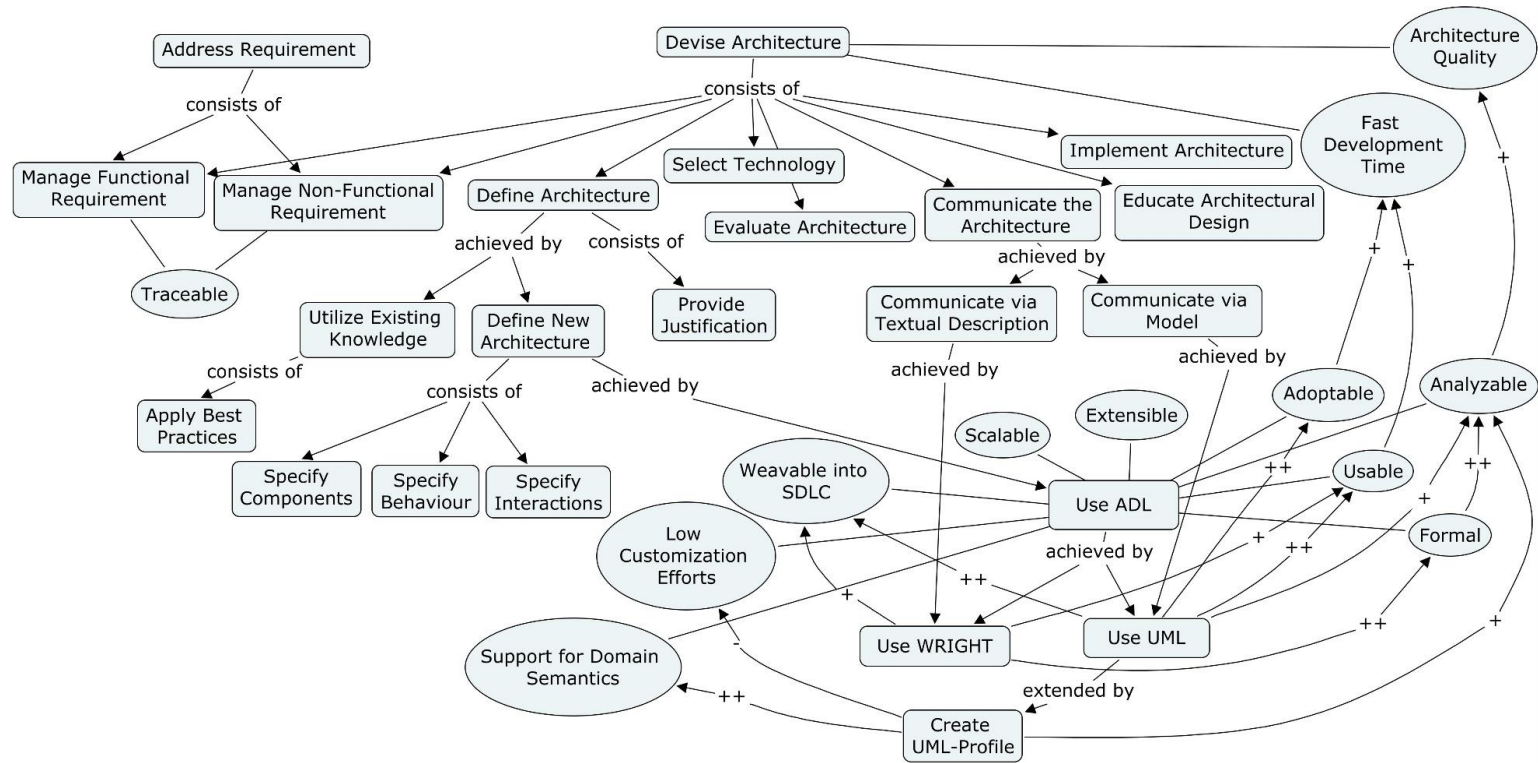 Address Requirement
Devise Architecture
Architecture
Quality
consists of
consists of
Fast
Development
Time
Manage Functional
Requirement
Manage Non-Functional
Requirement
Define Architecture
Select Technology
Evaluate Architecture
Communicate the
Architecture
Implement Architecture
Educate Architectural
Design
+
Traceable
achieved by
consists of
achieved by
+
+
Utilize Existing
Knowledge
Define New
Architecture
Provide
Justification
Communicate via
Textual Description
Communicate via
Model
consists of
consists of
achieved by
achieved by
achieved by
Adoptable
Analyzable
Apply Best
Practices
Scalable
Extensible
Specify
Components
Specify
Behaviour
Specify
Interactions
Weavable into
SDLC
Use ADL
++
Usable
++
+
Low
Customization
Efforts
achieved by
+
++
Formal
++
+
Use WRIGHT
Use UML
++
+
-
Support for Domain
Semantics
extended by
++
Create
UML-Profile